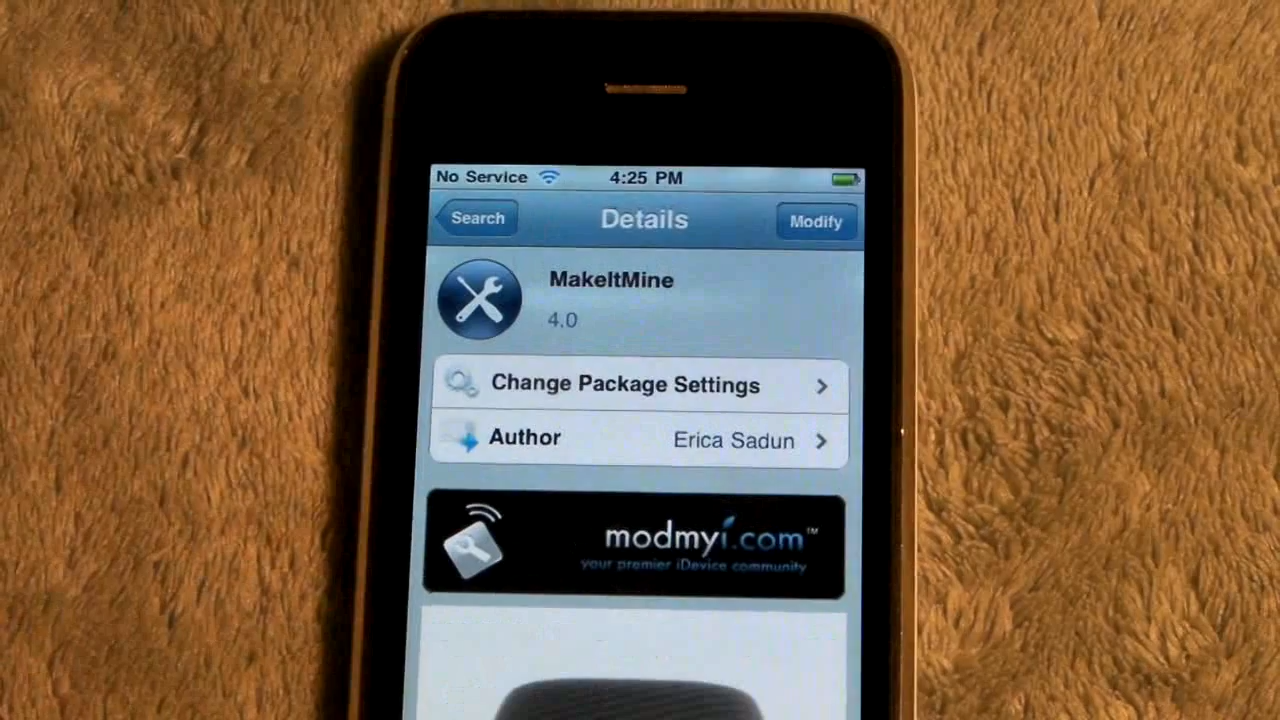 No Service 4:25 PM
Search Details Modify
MakeItMine
4.0
Change Package Settings
Author Erica Sadun
modmyi.com™
your premier iDevice community